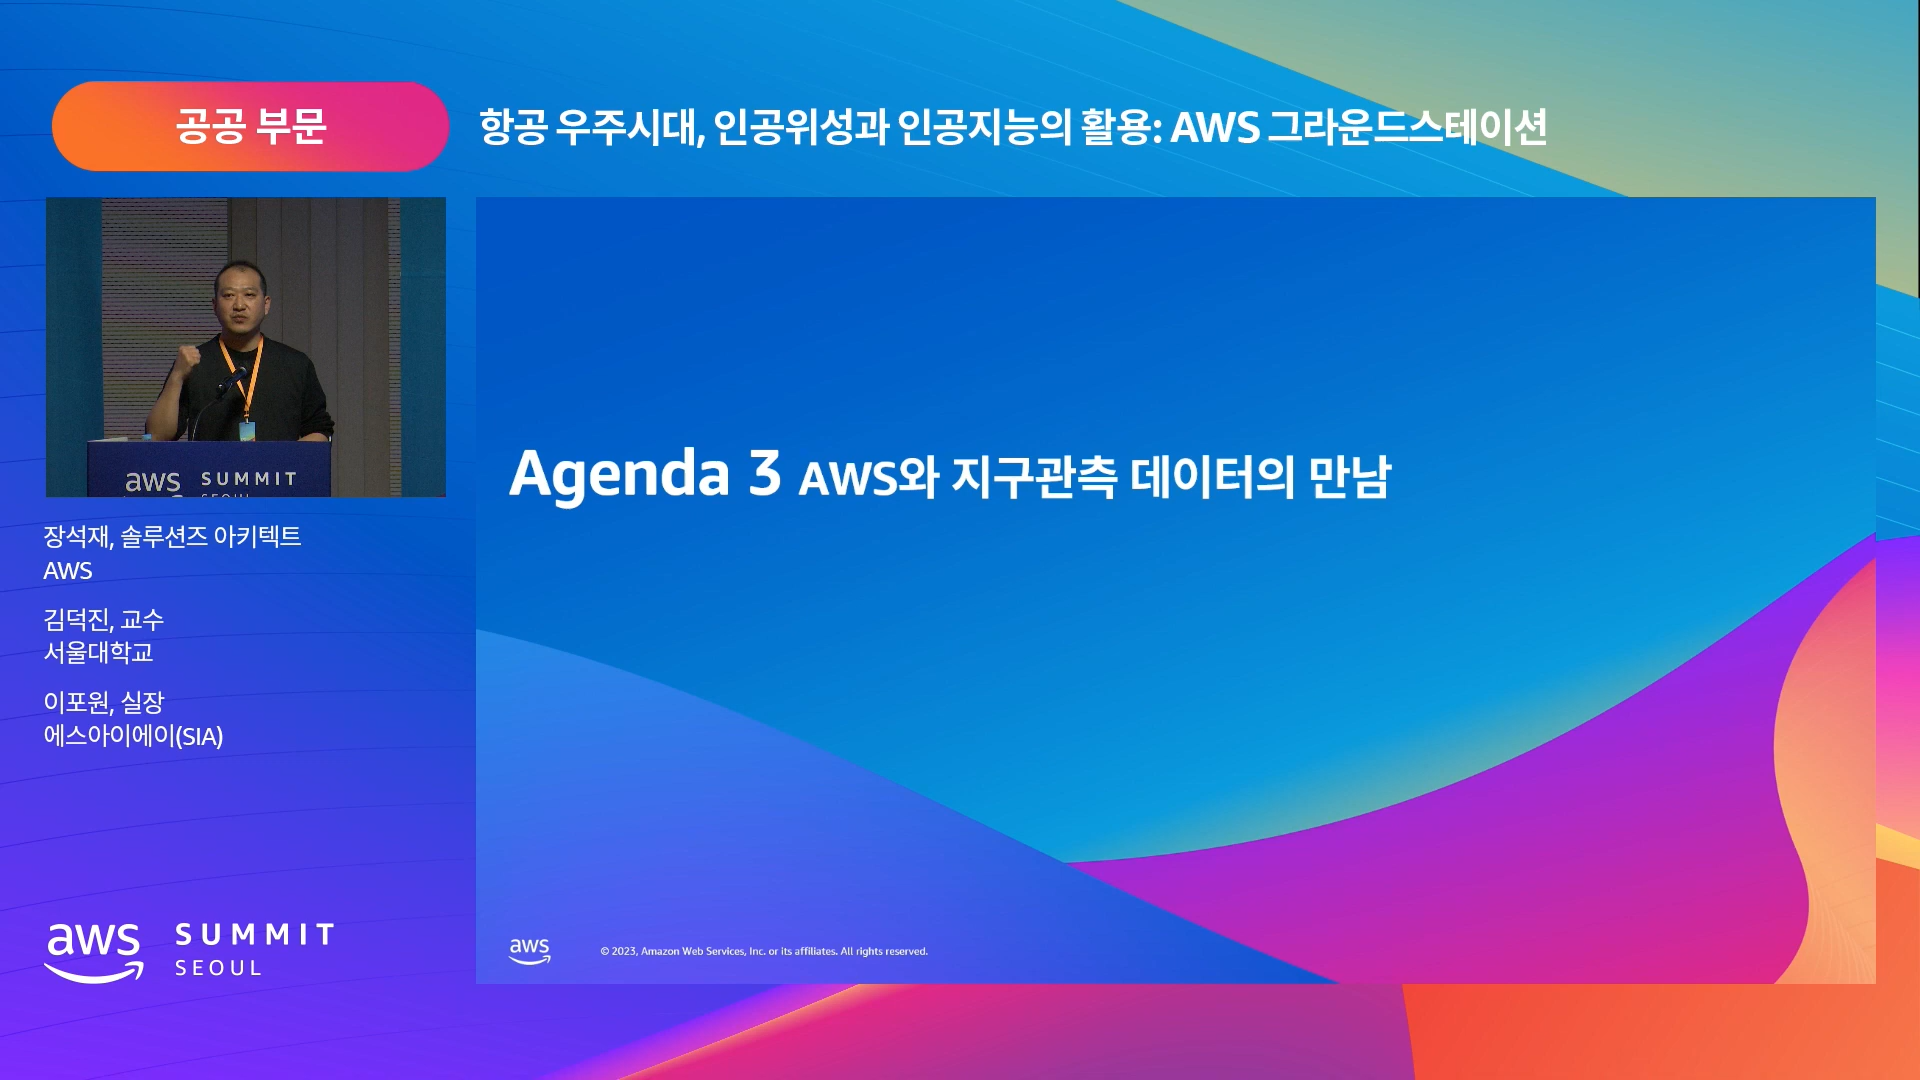 공공 부문
항공 우주시대, 인공위성과 인공지능의 활용: AWS 그라운드스테이션
aws SUMMIT
SEOUL
장석재, 솔루션즈 아키텍트
AWS
김덕진, 교수
서울대학교
이포원, 실장
에스아이에이(SIA)
Agenda 3 AWS와 지구관측 데이터의 만남
aws SUMMIT
SEOUL
aws
© 2023, Amazon Web Services, Inc. or its affiliates. All rights reserved.